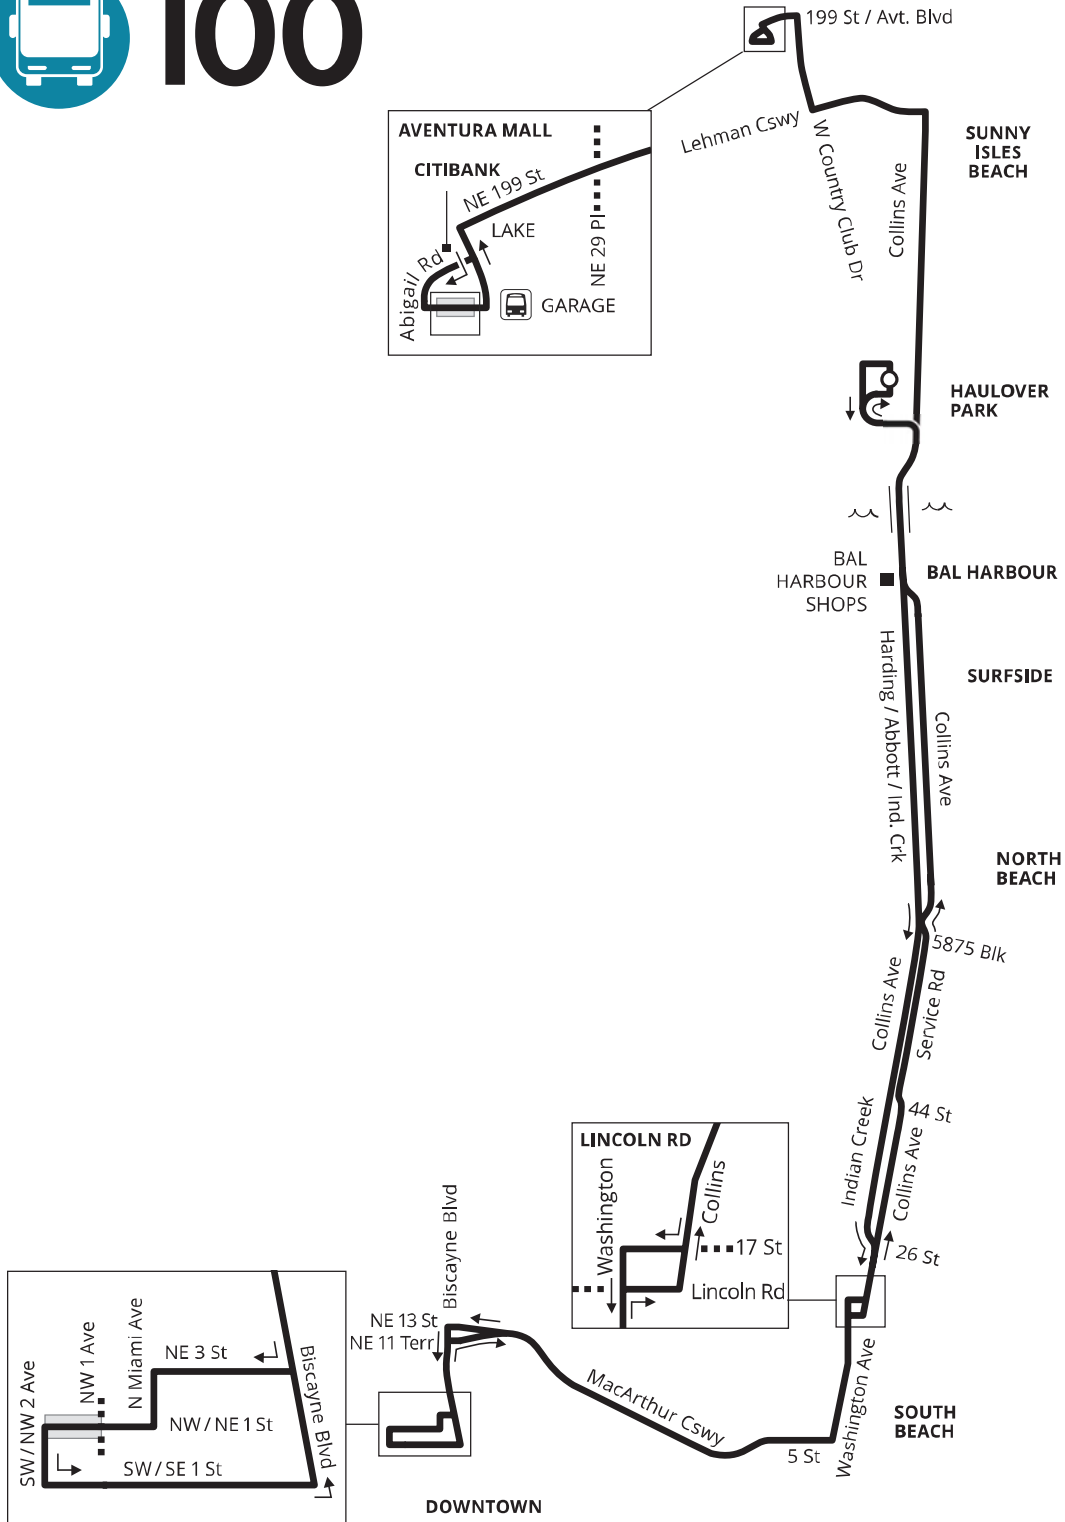 100
199 St / Avt. Blvd
AVENTURA MALL
CITIBANK
NE 199 St
LAKE
Abigail Rd
NE 29 Pl
GARAGE
Lehman Cswy
W Country Club Dr
Collins Ave
SUNNY
ISLES
BEACH
HAULOVER
PARK
BAL
HARBOUR
SHOPS
BAL HARBOUR
SURFSIDE
Harding / Abbott / Ind. Crk
Collins Ave
NORTH
BEACH
5875 Blk
Collins Ave
Service Rd
44 St
Indian Creek
Collins Ave
26 St
LINCOLN RD
Washington
Collins
17 St
Lincoln Rd
Biscayne Blvd
NE 13 St
NE 11 Terr
MacArthur Cswy
5 St
Washington Ave
SOUTH
BEACH
SW / NW 2 Ave
NW 1 Ave
N Miami Ave
NE 3 St
NW / NE 1 St
SW / SE 1 St
Biscayne Blvd
DOWNTOWN